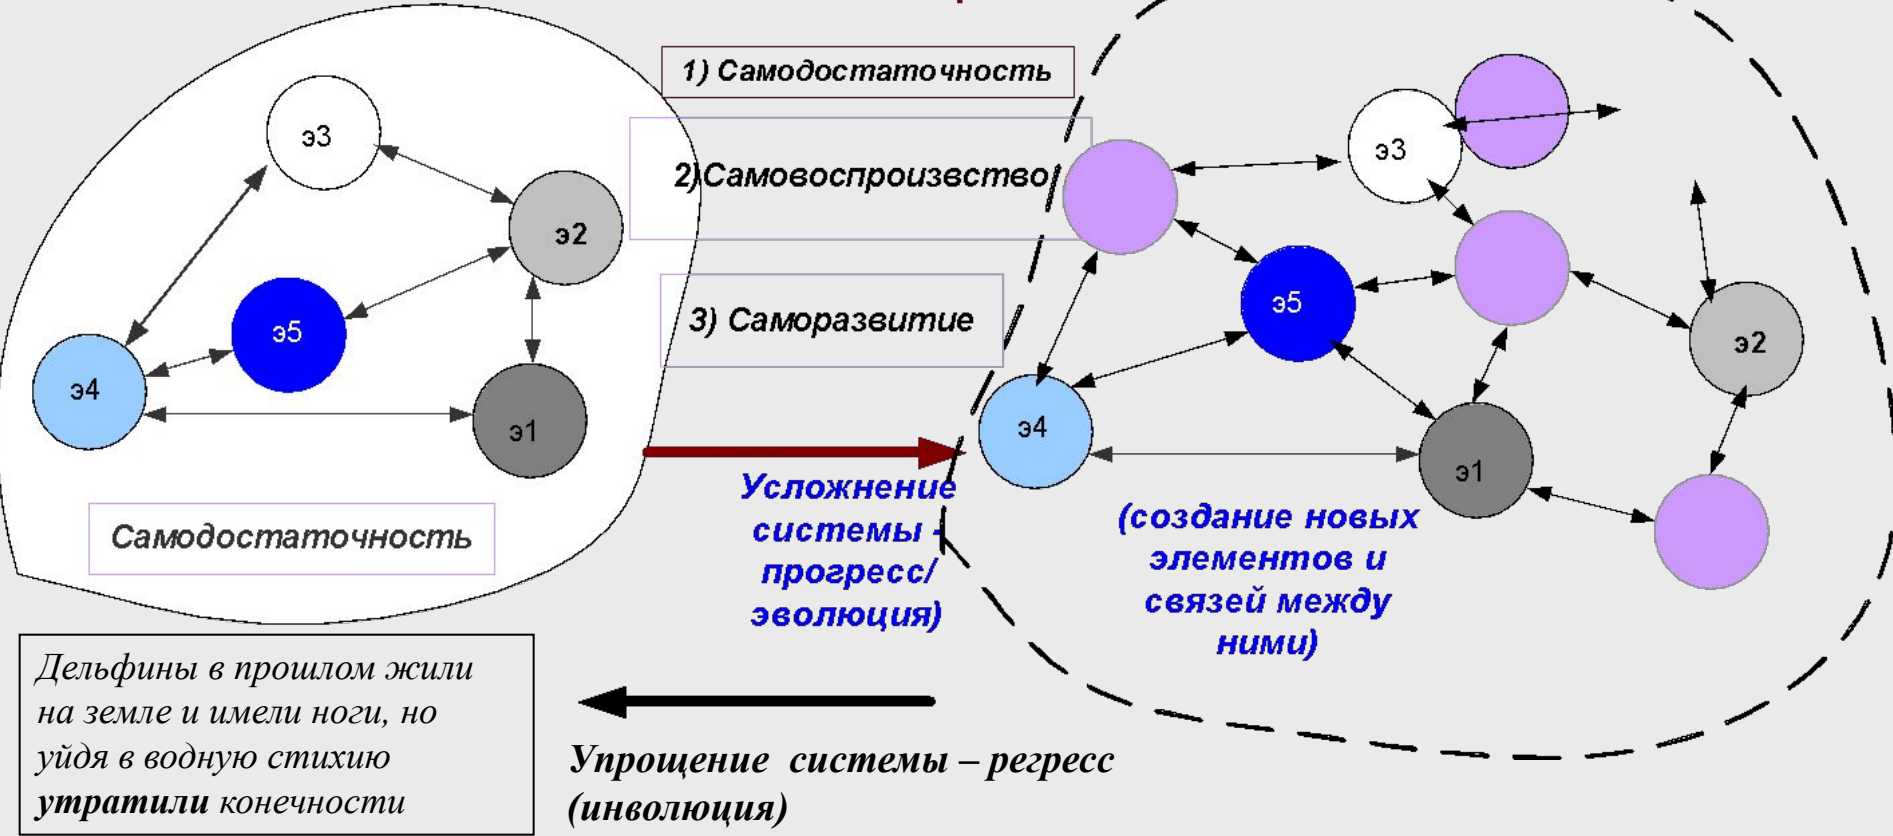 1) Самодостаточность
2)Самовоспроизвство
3) Саморазвитие
э3
э2
э5
э4
э1
Самодостаточность
э3
э5
э2
э4
э1
Усложнение
системы -
прогресс/
эволюция)
(создание новых
элементов и
связей между
ними)
Дельфины в прошлом жили
на земле и имели ноги, но
уйдя в водную стихию
утратили конечности
Упрощение системы – регресс
(инволюция)